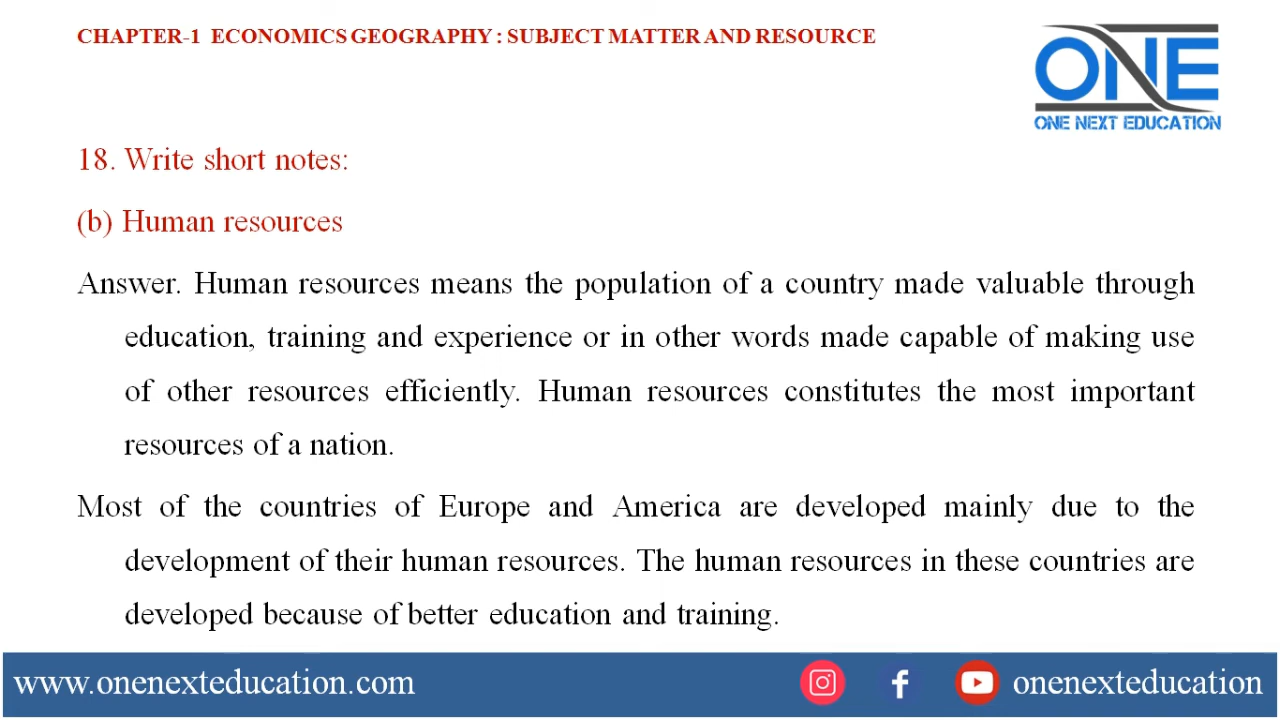 CHAPTER-1 ECONOMICS GEOGRAPHY : SUBJECT MATTER AND RESOURCE
ONE
ONE NEXT EDUCATION
18. Write short notes:
(b) Human resources
Answer. Human resources means the population of a country made valuable through
education, training and experience or in other words made capable of making use
of other resources efficiently. Human resources constitutes the most important
resources of a nation.
Most of the countries of Europe and America are developed mainly due to the
development of their human resources. The human resources in these countries are
developed because of better education and training.
www.onenexteducation.com
onenexteducation